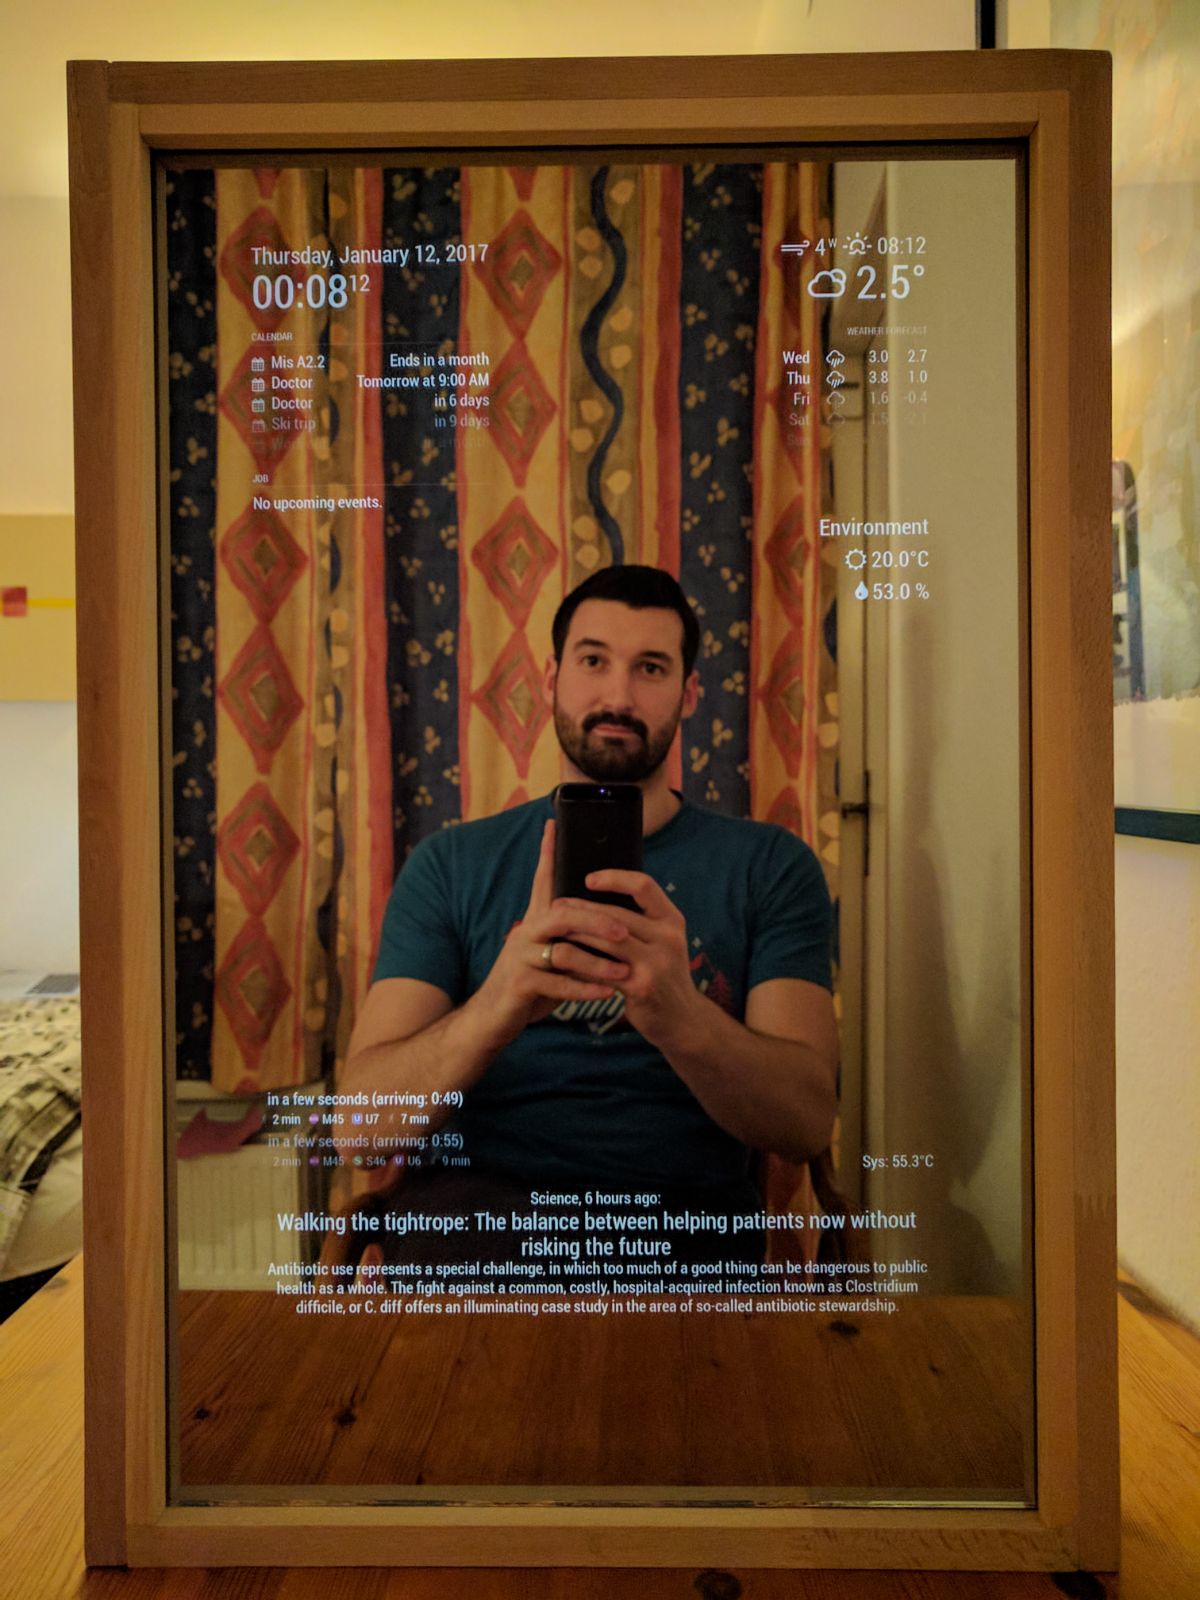 Thursday, January 12, 2017
00:08 12
CALENDAR
Mis A2.2 Ends in a month
Doctor Tomorrow at 9:00 AM
Doctor in 6 days
Ski trip in 9 days
JOB
No upcoming events.
4 W 08:12
2.5°
WEATHER FORECAST
Wed 3.0 2.7
Thu 3.8 1.0
Fri 1.6 -0.4
Sat 1.5
Sun
Environment
20.0°C
53.0 %
in a few seconds (arriving: 0:49)
2 min M45 U U7 7 min
in a few seconds (arriving: 0:55)
2 min M45 S S46 U U6 9 min
Sys: 55.3°C
Science, 6 hours ago:
Walking the tightrope: The balance between helping patients now without
risking the future
Antibiotic use represents a special challenge, in which too much of a good thing can be dangerous to public
health as a whole. The fight against a common, costly, hospital-acquired infection known as Clostridium
difficile, or C. diff offers an illuminating case study in the area of so-called antibiotic stewardship.